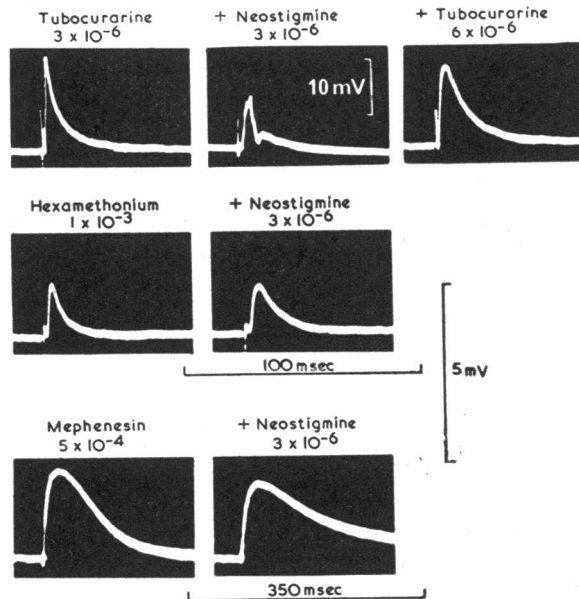 Tubocurarine
3 x 10-6
+ Neostigmine
3 x 10-6
+ Tubocurarine
6 x 10-6
10 mV
Hexamethonium
1 x 10-3
+ Neostigmine
3 x 10-6
100 msec
5 mV
Mephenesin
5 x 10-4
+ Neostigmine
3 x 10-6
350 msec